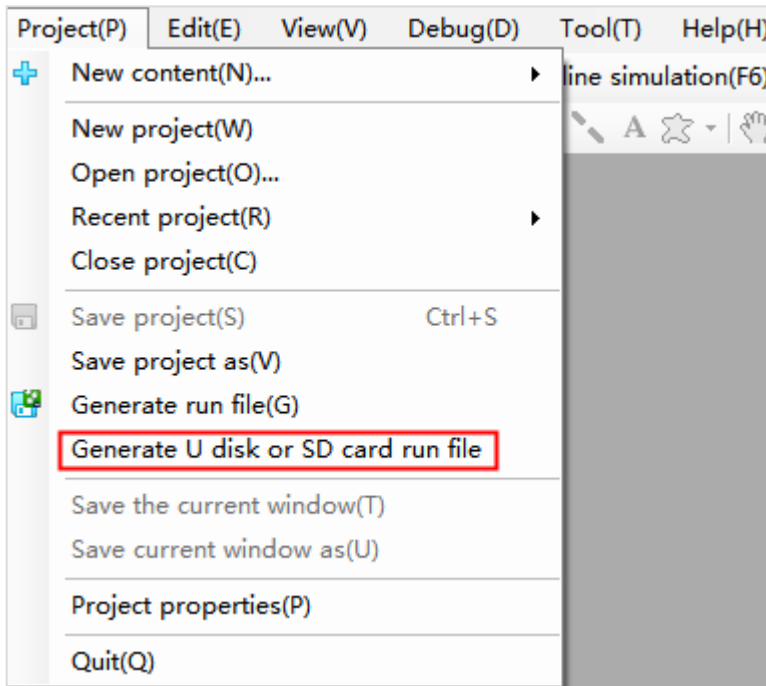 Project(P) Edit(E) View(V) Debug(D) Tool(T) Help(H)
New content(N)...
line simulation(F6)
New project(W)
A
Open project(O)...
Recent project(R)
Close project(C)
Save project(S) Ctrl+S
Save project as(V)
Generate run file(G)
Generate U disk or SD card run file
Save the current window(T)
Save current window as(U)
Project properties(P)
Quit(Q)